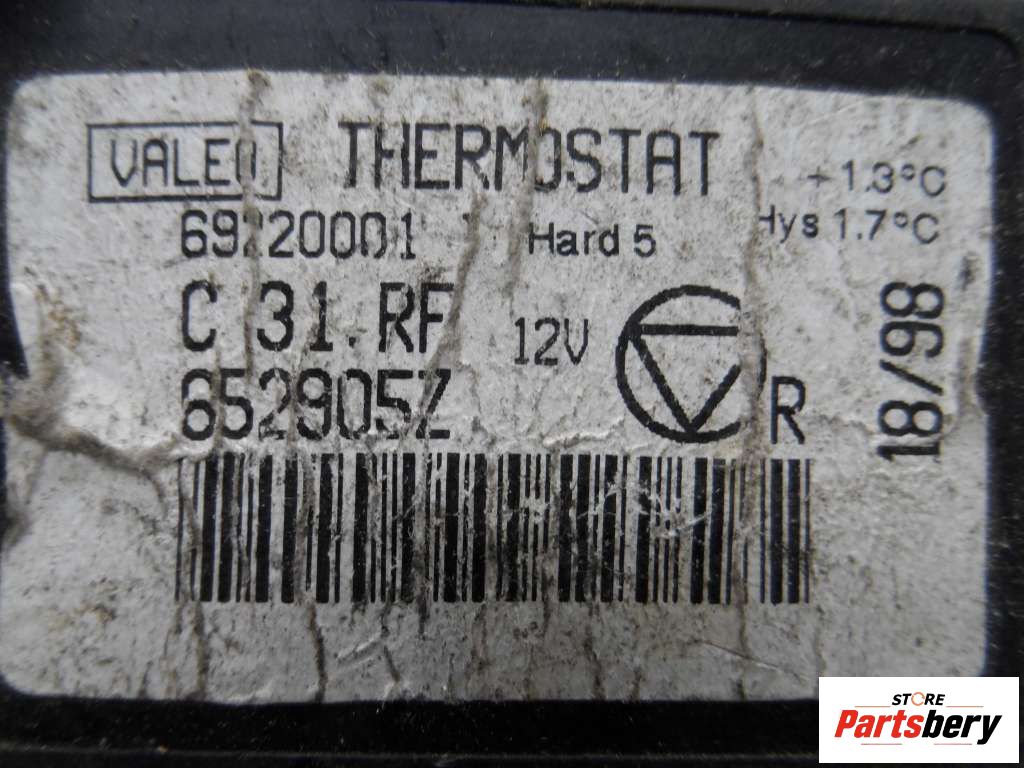 VALEO THERMOSTAT + 1.3°C
69220001 Hard 5 Hys 1.7°C
C 31. RF 12V
652905Z R
18/98
STORE
Partsbery